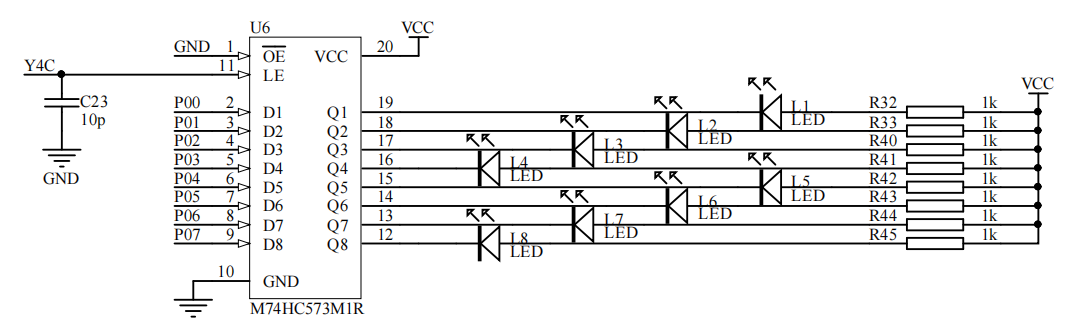 U6
VCC
GND 1 OE VCC 20
Y4C 11 LE
VCC
C23
10p
GND
P00 2 D1 Q1 19 L1 LED R32 1k
P01 3 D2 Q2 18 L2 LED R33 1k
P02 4 D3 Q3 17 L3 LED R40 1k
P03 5 D4 Q4 16 L4 LED R41 1k
P04 6 D5 Q5 15 L5 LED R42 1k
P05 7 D6 Q6 14 L6 LED R43 1k
P06 8 D7 Q7 13 L7 LED R44 1k
P07 9 D8 Q8 12 L8 LED R45 1k
10 GND
M74HC573M1R